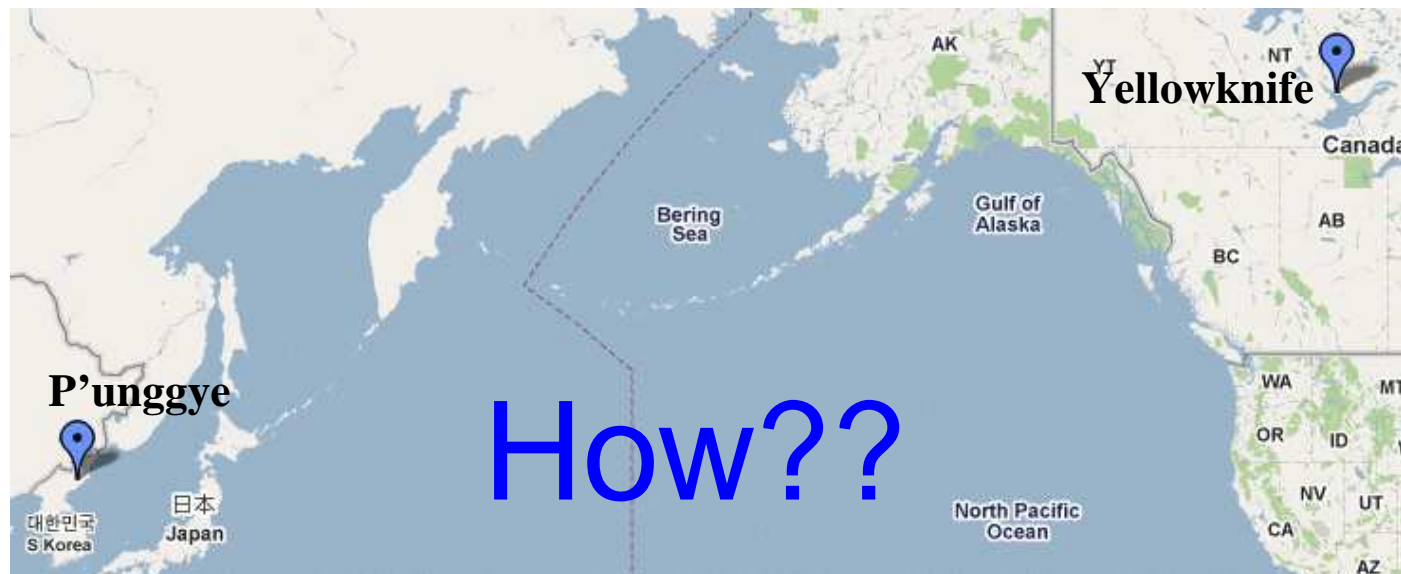 AK
YT
NT
Yellowknife
Canada
Bering
Sea
Gulf of
Alaska
AB
BC
P'unggye
How??
WA
MT
OR
ID
日本
Japan
대한민국
S Korea
North Pacific
Ocean
NV
UT
CA
AZ